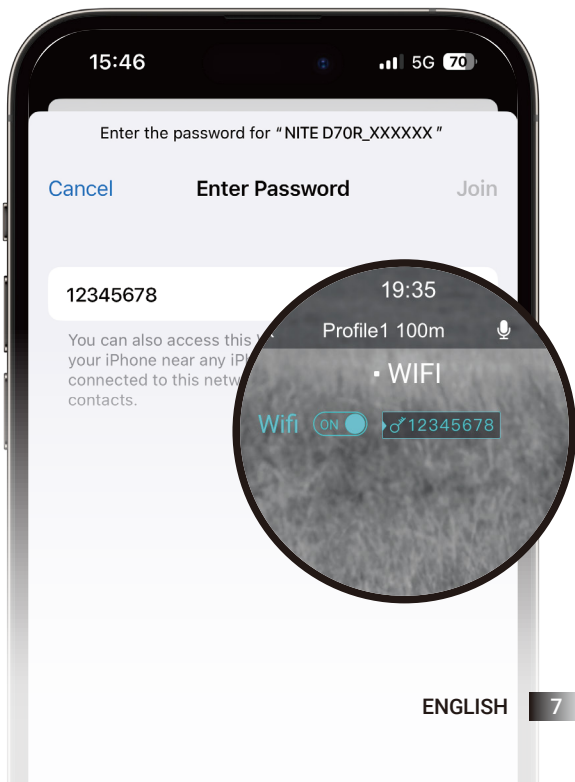 15:46
5G 70
Enter the password for “NITE D70R_XXXXXX”
Cancel Enter Password Join
12345678
You can also access this
your iPhone near any
connected to this
contacts.
19:35
Profile1 100m
▪ WIFI
Wifi ON 12345678
ENGLISH 7